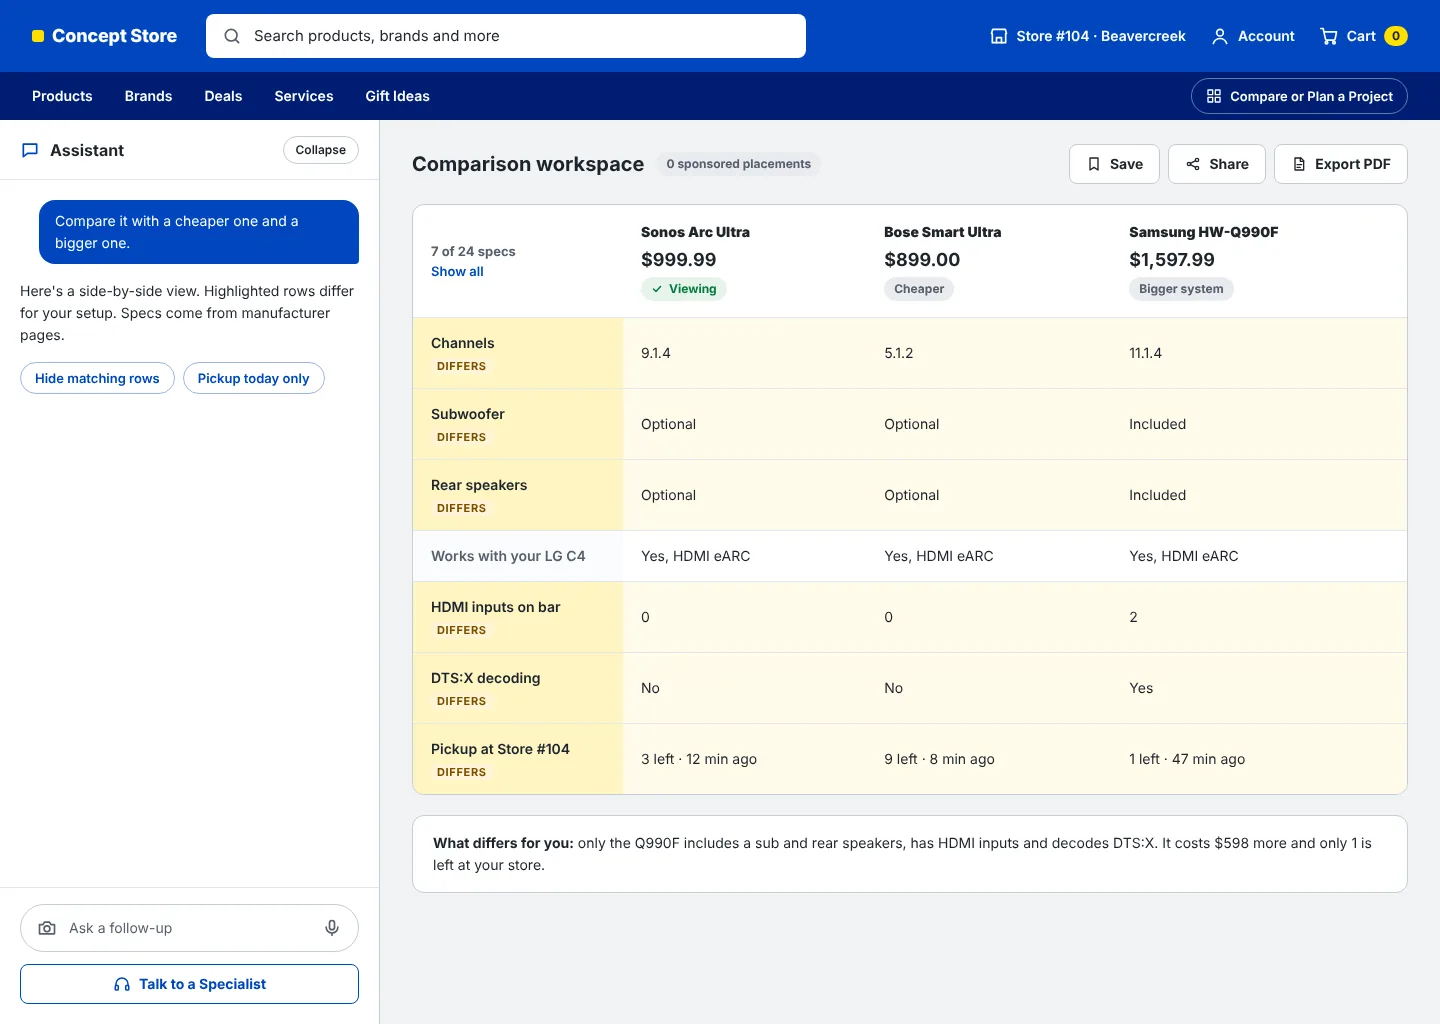 Concept Store
Search products, brands and more
Store #104 · Beavercreek
Account
Cart
0
Products
Brands
Deals
Services
Gift Ideas
Compare or Plan a Project
Assistant
Collapse
Compare it with a cheaper one and a
bigger one.
Here's a side-by-side view. Highlighted rows differ
for your setup. Specs come from manufacturer
pages.
Hide matching rows
Pickup today only
Ask a follow-up
Talk to a Specialist
Comparison workspace
0 sponsored placements
Save
Share
Export PDF
7 of 24 specs
Show all
Sonos Arc Ultra
$999.99
Viewing
Bose Smart Ultra
$899.00
Cheaper
Samsung HW-Q990F
$1,597.99
Bigger system
Channels
DIFFERS
9.1.4
5.1.2
11.1.4
Subwoofer
DIFFERS
Optional
Optional
Included
Rear speakers
DIFFERS
Optional
Optional
Included
Works with your LG C4
Yes, HDMI eARC
Yes, HDMI eARC
Yes, HDMI eARC
HDMI inputs on bar
DIFFERS
0
0
2
DTS:X decoding
DIFFERS
No
No
Yes
Pickup at Store #104
DIFFERS
3 left · 12 min ago
9 left · 8 min ago
1 left · 47 min ago
What differs for you: only the Q990F includes a sub and rear speakers, has HDMI inputs and decodes DTS:X. It costs $598 more and only 1 is
left at your store.